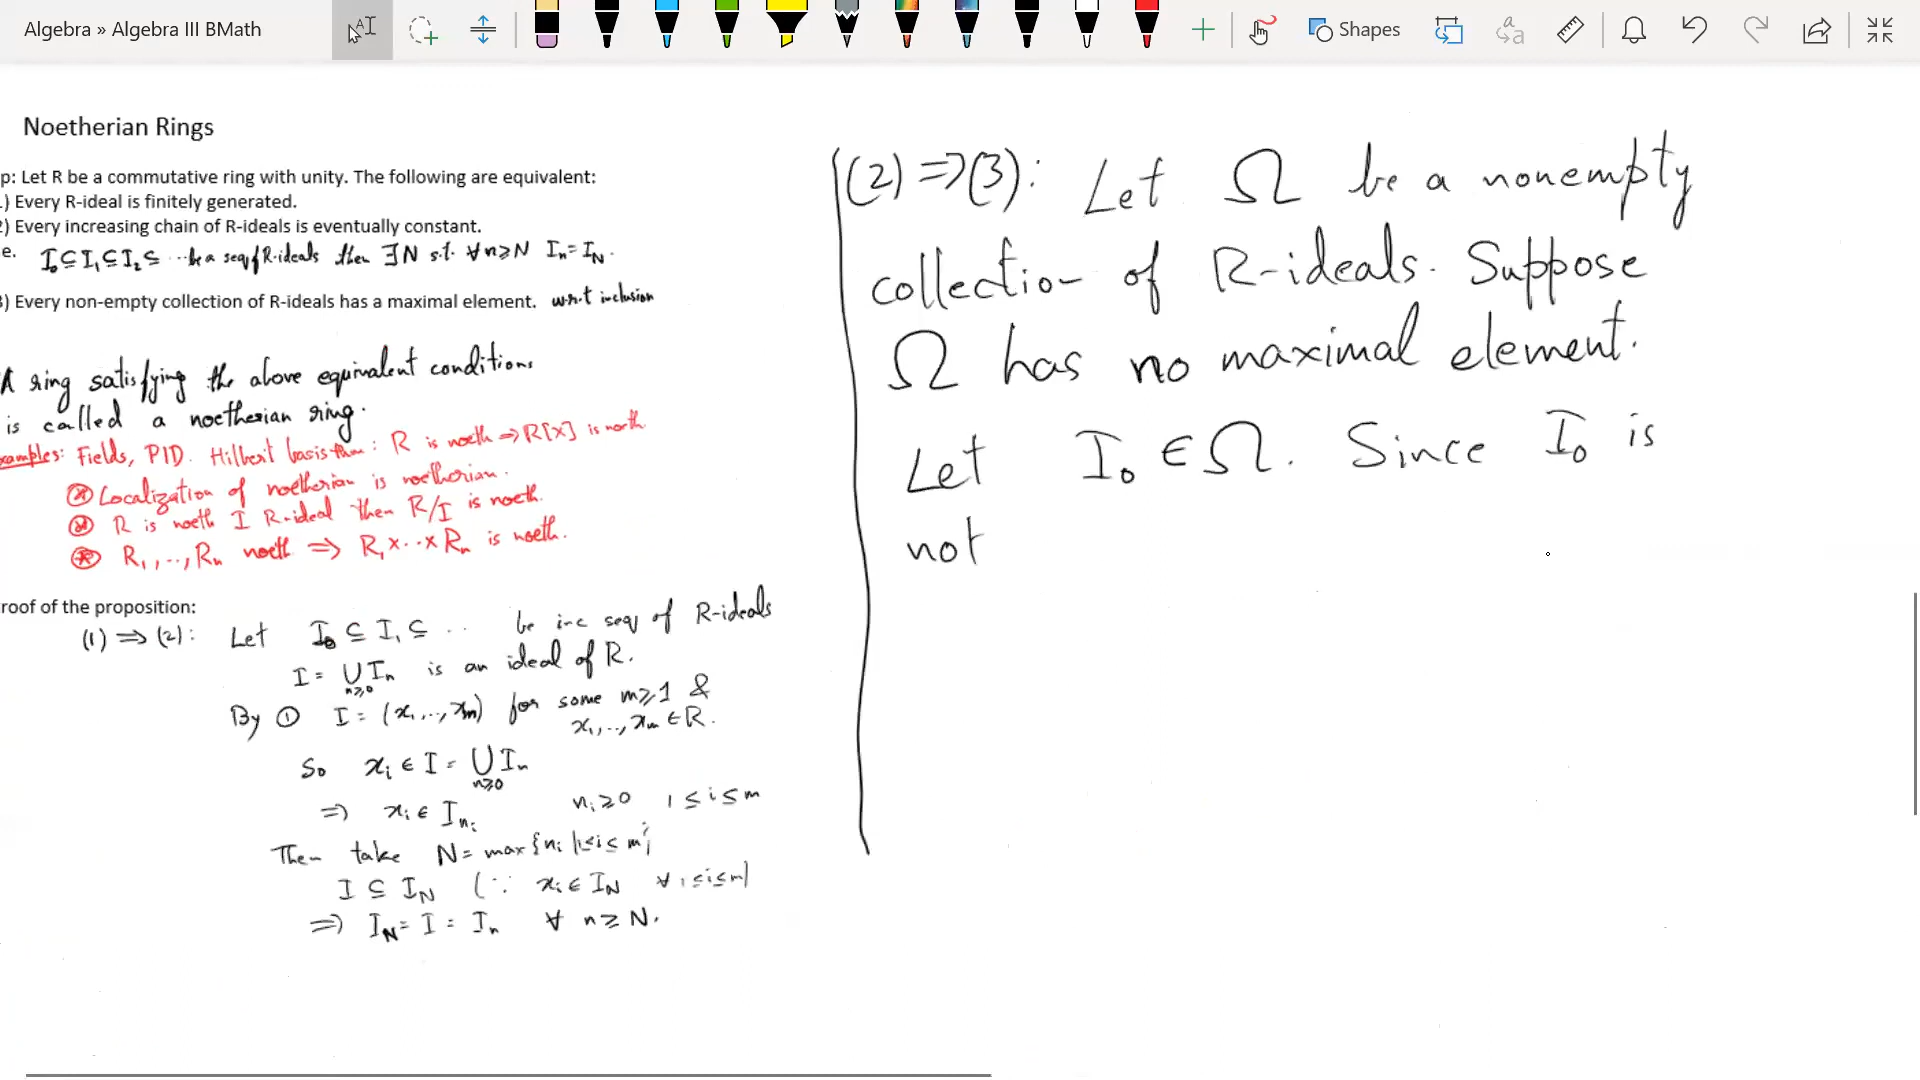 Algebra » Algebra III BMath
Shapes
Noetherian Rings
p: Let R be a commutative ring with unity. The following are equivalent:
) Every R-ideal is finitely generated.
2) Every increasing chain of R-ideals is eventually constant.
e. I₀ ⊆ I₁ ⊆ I₂ ⊆ ... be a seq of R-ideals then ∃ N s.t. ∀ n ≥ N Iₙ = I_N.
3) Every non-empty collection of R-ideals has a maximal element. w.r.t inclusion
A ring satisfying the above equivalent conditions
is called a noetherian ring.
xamples: Fields, PID. Hilbert basis thm: R is noeth ⇒ R[X] is noeth
⊛ Localization of noetherian is noetherian.
⊛ R is noeth I R-ideal then R/I is noeth.
⊛ R₁, .., Rₙ noeth ⇒ R₁ × ... × Rₙ is noeth.
roof of the proposition:
(1) ⇒ (2): Let I₀ ⊆ I₁ ⊆ ... be inc seq of R-ideals
I = ⋃_{n≥0} Iₙ is an ideal of R.
By ① I = (x₁, .., xₘ) for some m ≥ 1 &
x₁, .., xₘ ∈ R.
So xᵢ ∈ I = ⋃_{n≥0} Iₙ
⇒ xᵢ ∈ I_{nᵢ} nᵢ ≥ 0 1 ≤ i ≤ m
Then take N = max{nᵢ | 1 ≤ i ≤ m}
I ⊆ I_N (∵ xᵢ ∈ I_N ∀ 1 ≤ i ≤ m)
⇒ I_N = I = Iₙ ∀ n ≥ N.
(2) ⇒ (3): Let Ω be a nonempty
collection of R-ideals. Suppose
Ω has no maximal element.
Let I₀ ∈ Ω. Since I₀ is
not